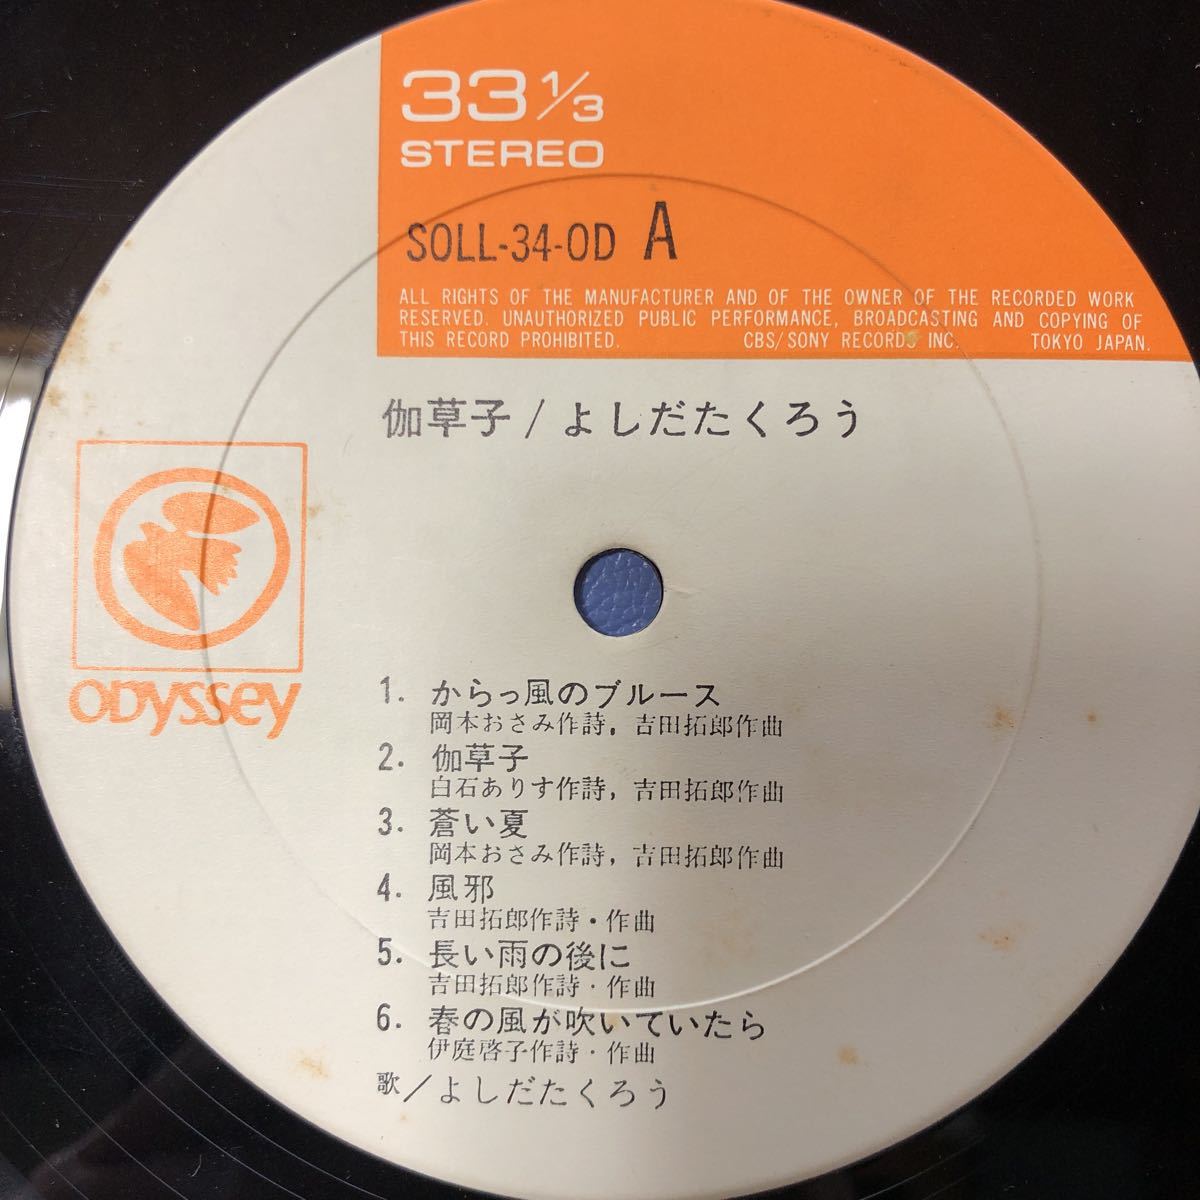 33 1/3
STEREO
SOLL-34-OD A
ALL RIGHTS OF THE MANUFACTURER AND OF THE OWNER OF THE RECORDED WORK
RESERVED. UNAUTHORIZED PUBLIC PERFORMANCE, BROADCASTING AND COPYING OF
THIS RECORD PROHIBITED. CBS/SONY RECORDS INC. TOKYO JAPAN.
伽草子/よしだたくろう
ODYSSEY
1. からっ風のブルース
岡本おさみ作詩, 吉田拓郎作曲
2. 伽草子
白石ありす作詩, 吉田拓郎作曲
3. 蒼い夏
岡本おさみ作詩, 吉田拓郎作曲
4. 風邪
吉田拓郎作詩・作曲
5. 長い雨の後に
吉田拓郎作詩・作曲
6. 春の風が吹いていたら
伊庭啓子作詩・作曲
歌/よしだたくろう